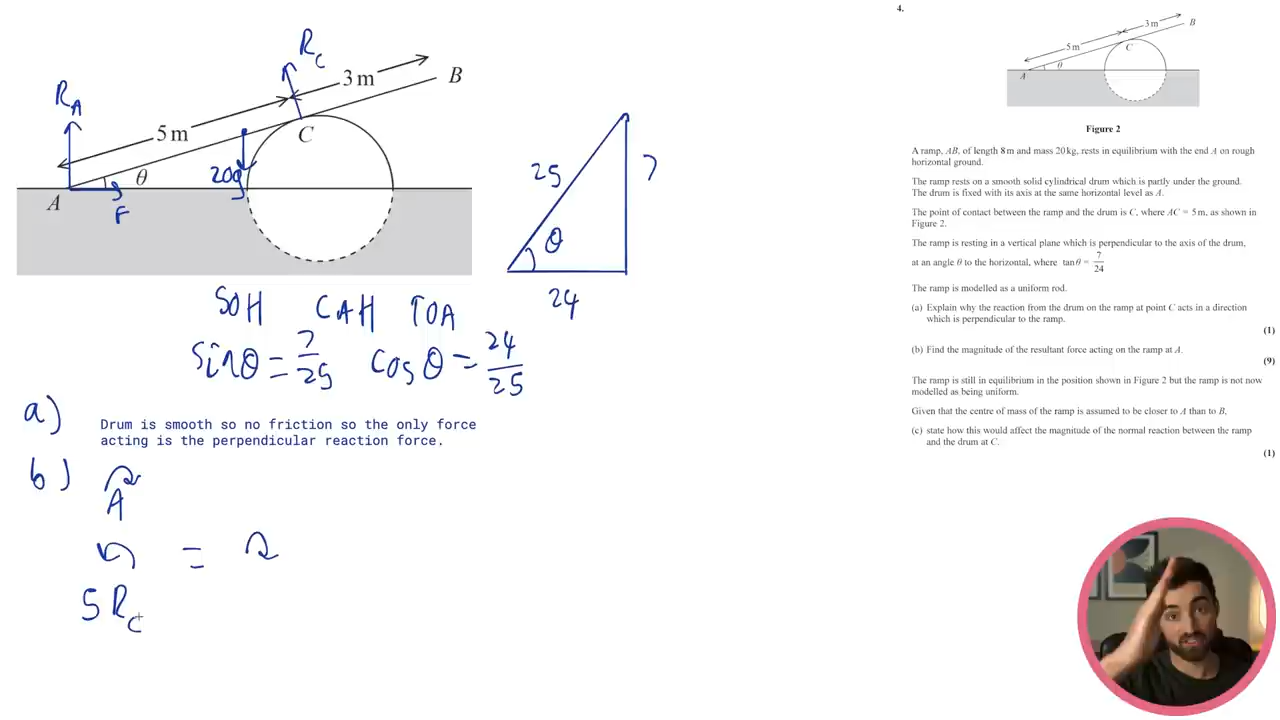 R_C
3 m
B
R_A
5 m
C
20g
θ
A
F
25
7
θ
24
SOH CAH TOA
sinθ = 7/25 cosθ = 24/25
a)
Drum is smooth so no friction so the only force
acting is the perpendicular reaction force.
b)
A
=
5 R_C
4.
3 m
B
5 m
C
θ
A
Figure 2
A ramp, AB, of length 8 m and mass 20 kg, rests in equilibrium with the end A on rough
horizontal ground.
The ramp rests on a smooth solid cylindrical drum which is partly under the ground.
The drum is fixed with its axis at the same horizontal level as A.
The point of contact between the ramp and the drum is C, where AC = 5 m, as shown in
Figure 2.
The ramp is resting in a vertical plane which is perpendicular to the axis of the drum,
at an angle θ to the horizontal, where tan θ = 7/24
The ramp is modelled as a uniform rod.
(a) Explain why the reaction from the drum on the ramp at point C acts in a direction
which is perpendicular to the ramp.
(1)
(b) Find the magnitude of the resultant force acting on the ramp at A.
(9)
The ramp is still in equilibrium in the position shown in Figure 2 but the ramp is not now
modelled as being uniform.
Given that the centre of mass of the ramp is assumed to be closer to A than to B,
(c) state how this would affect the magnitude of the normal reaction between the ramp
and the drum at C.
(1)